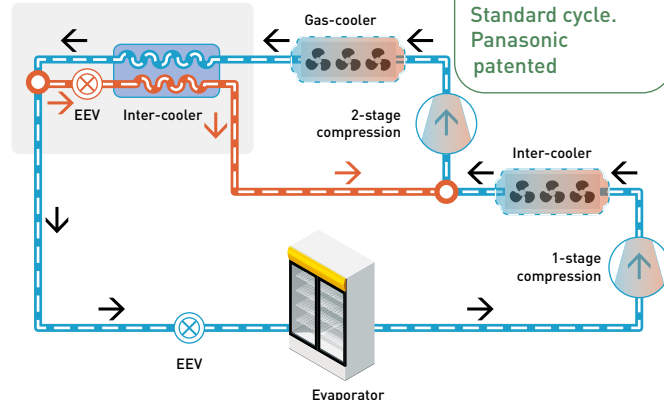 Gas-cooler
Standard cycle.
Panasonic
patented
EEV
Inter-cooler
2-stage
compression
Inter-cooler
1-stage
compression
EEV
Evaporator